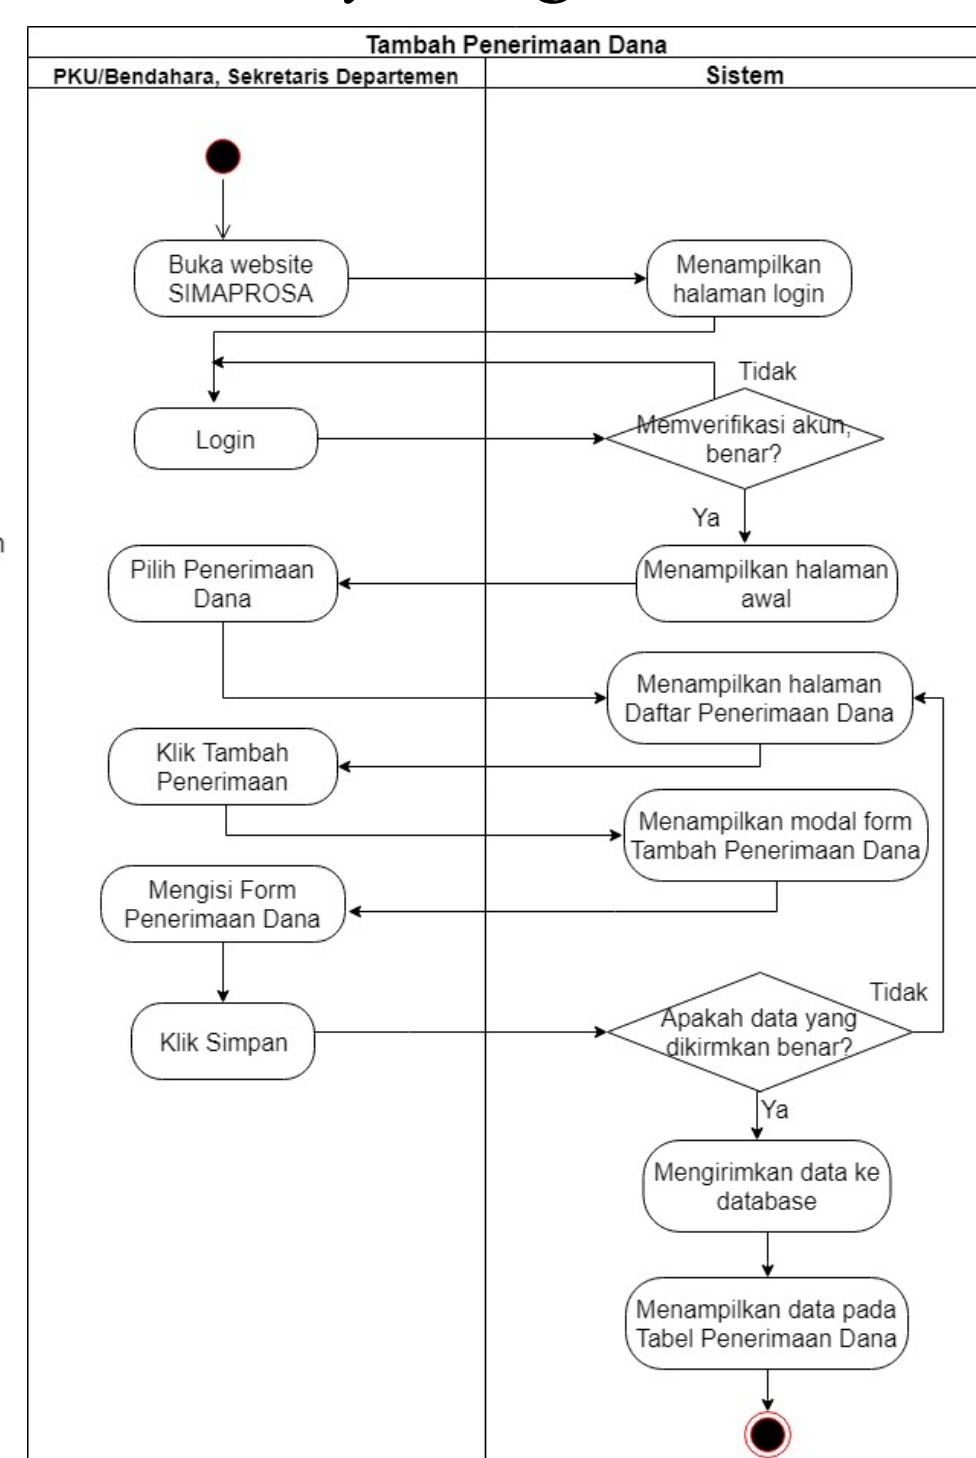 Tambah Penerimaan Dana
PKU/Bendahara, Sekretaris Departemen
Sistem
Buka website
SIMAPROSA
Menampilkan
halaman login
Tidak
Login
Memverifikasi akun,
benar?
Ya
Pilih Penerimaan
Dana
Menampilkan halaman
awal
Menampilkan halaman
Daftar Penerimaan Dana
Klik Tambah
Penerimaan
Menampilkan modal form
Tambah Penerimaan Dana
Mengisi Form
Penerimaan Dana
Tidak
Klik Simpan
Apakah data yang
dikirmkan benar?
Ya
Mengirimkan data ke
database
Menampilkan data pada
Tabel Penerimaan Dana